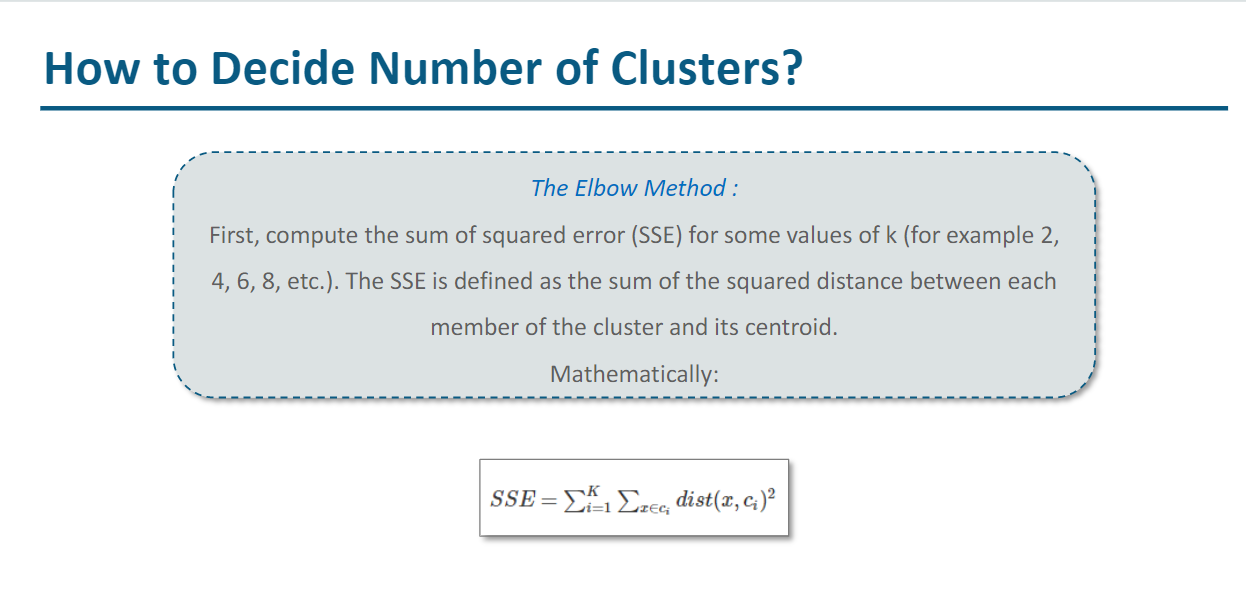 How to Decide Number of Clusters?
The Elbow Method :
First, compute the sum of squared error (SSE) for some values of k (for example 2,
4, 6, 8, etc.). The SSE is defined as the sum of the squared distance between each
member of the cluster and its centroid.
Mathematically:
SSE = ∑_{i=1}^{K} ∑_{x∈c_i} dist(x, c_i)²